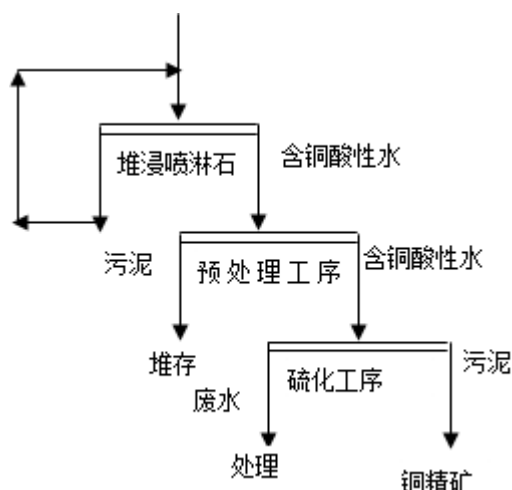 堆浸喷淋石
含铜酸性水
污泥
预处理工序
含铜酸性水
堆存
废水
硫化工序
污泥
处理
铜精矿